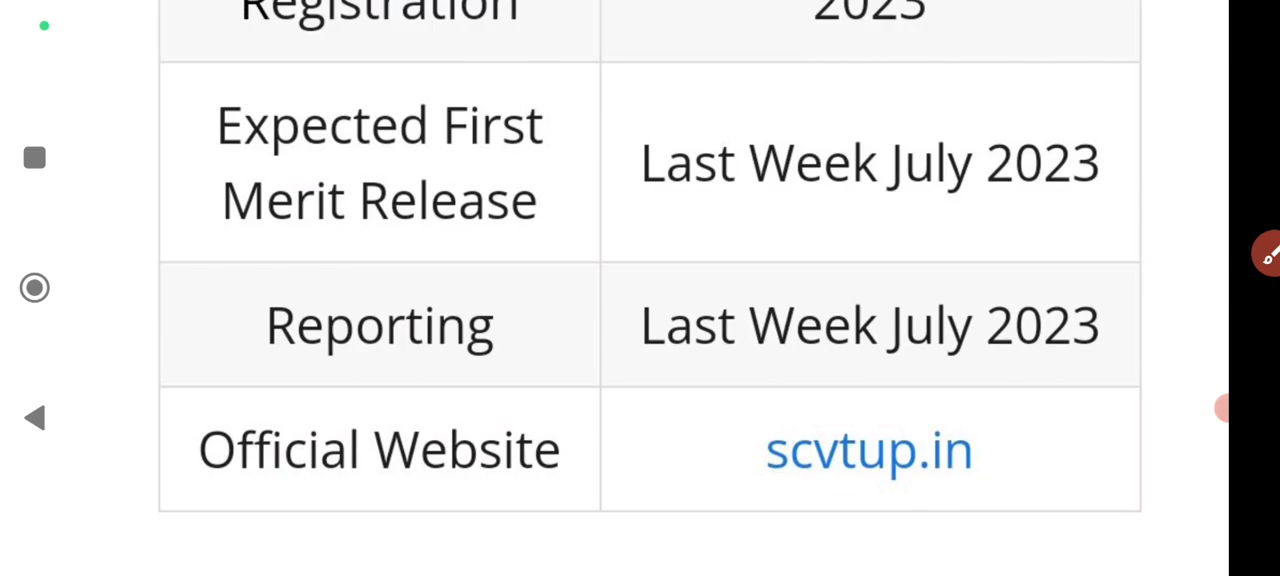 Registration 2023
Expected First
Merit Release
Last Week July 2023
Reporting Last Week July 2023
Official Website scvtup.in